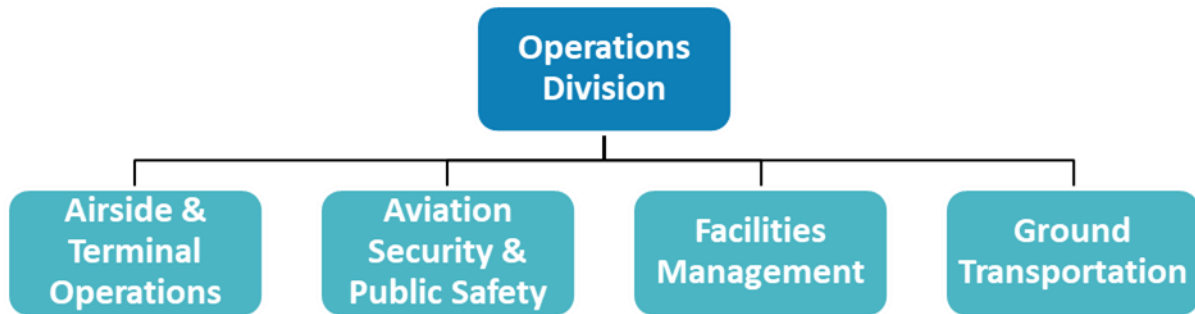 Operations
Division
Airside &
Terminal
Operations
Aviation
Security &
Public Safety
Facilities
Management
Ground
Transportation